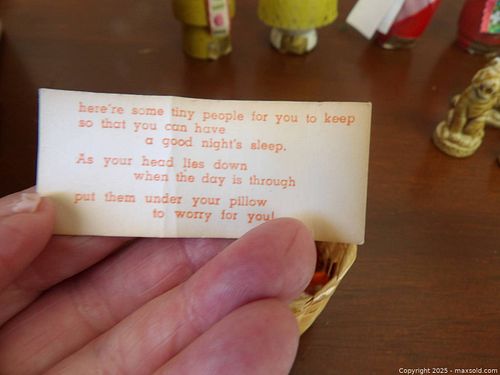 here're some tiny people for you to keep
so that you can have
a good night's sleep.
As your head lies down
when the day is through
put them under your pillow
to worry for you!
Copyright 2025 - maxsold.com